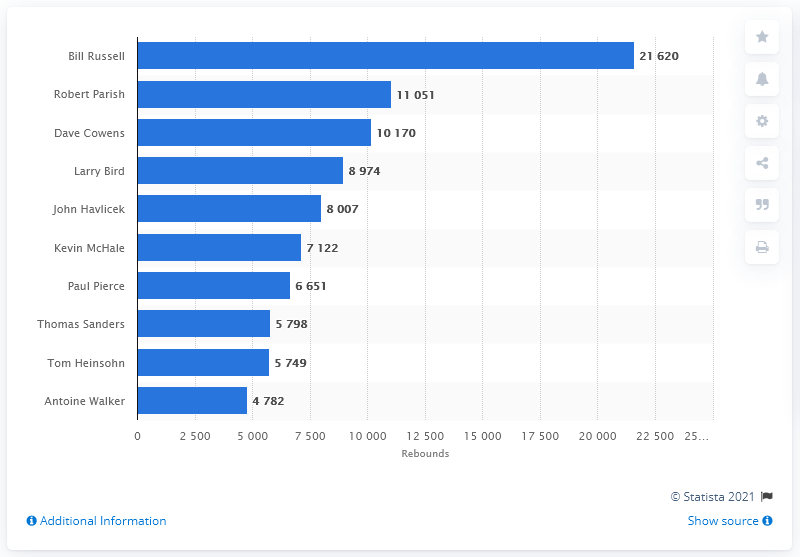 Bill Russell 21 620
Robert Parish 11 051
Dave Cowens 10 170
Larry Bird 8 974
John Havlicek 8 007
Kevin McHale 7 122
Paul Pierce 6 651
Thomas Sanders 5 798
Tom Heinsohn 5 749
Antoine Walker 4 782
0 2 500 5 000 7 500 10 000 12 500 15 000 17 500 20 000 22 500 25...
Rebounds
© Statista 2021
Additional Information Show source